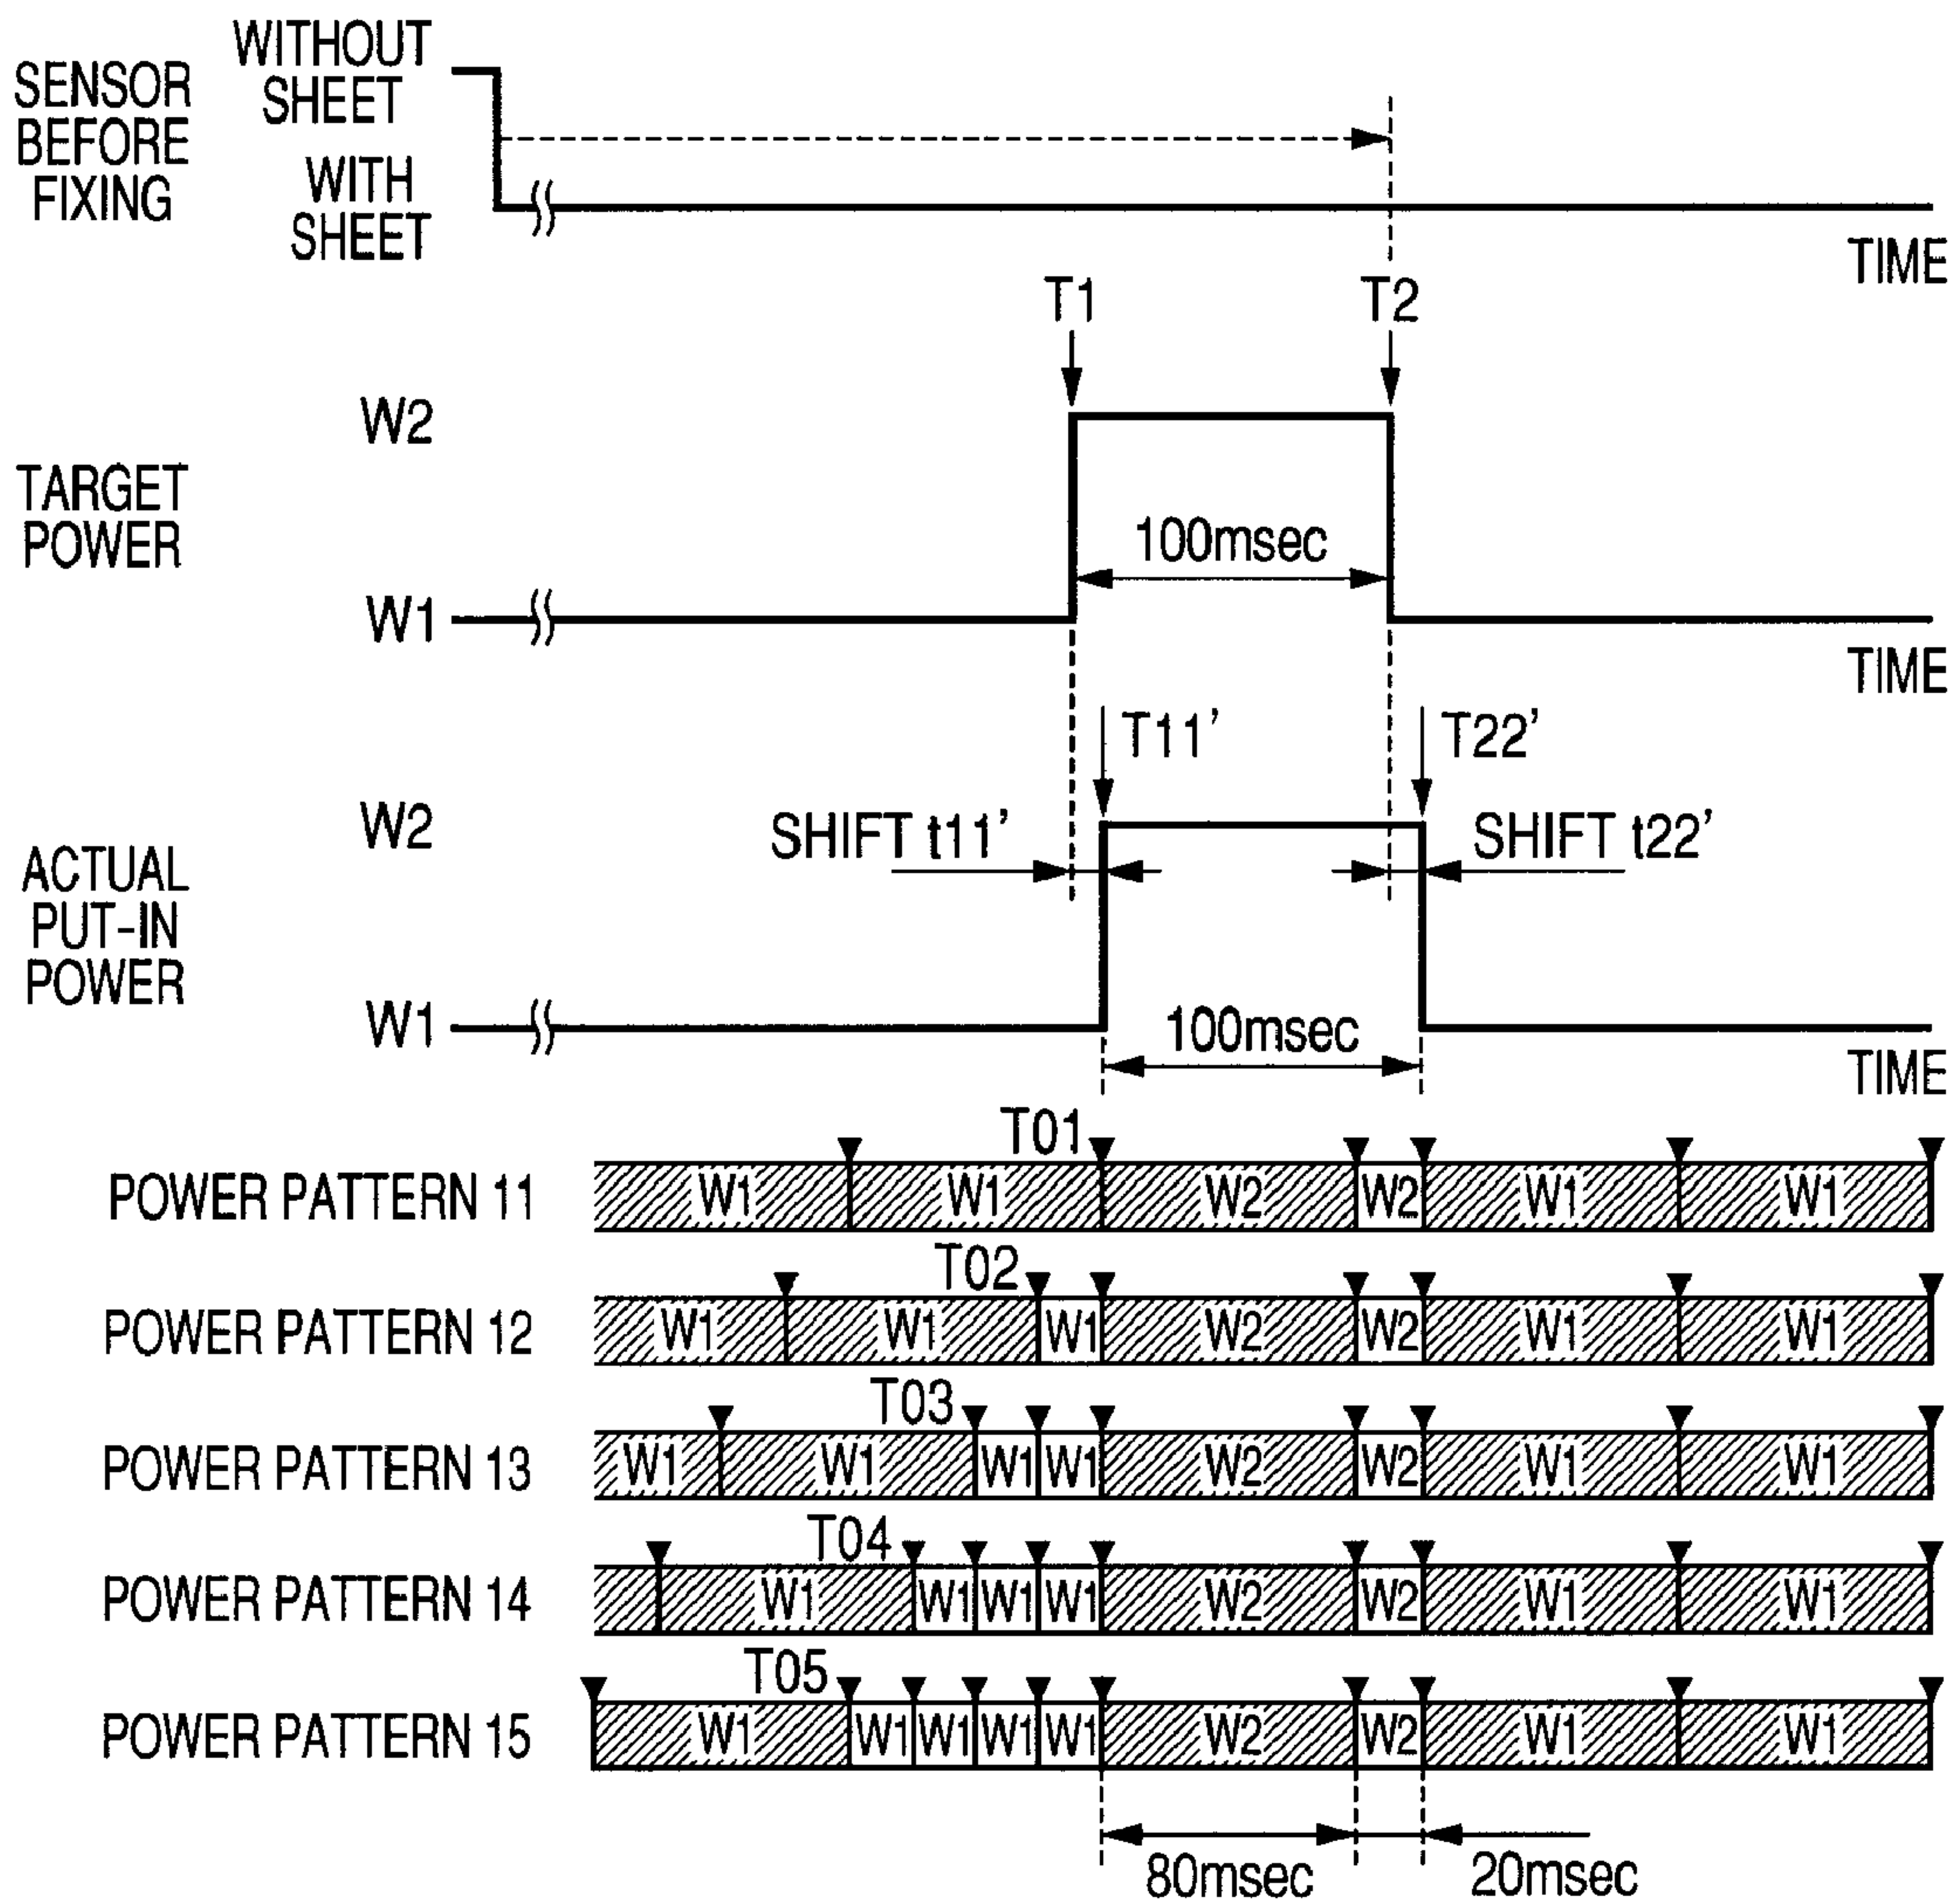 SENSOR
BEFORE
FIXING
WITHOUT
SHEET
WITH
SHEET
TIME
T1
T2
TARGET
POWER
W2
W1
100msec
TIME
T11'
T22'
ACTUAL
PUT-IN
POWER
W2
W1
SHIFT t11'
SHIFT t22'
100msec
TIME
T01
POWER PATTERN 11 W1 W1 W2 W2 W1 W1
T02
POWER PATTERN 12 W1 W1 W1 W2 W2 W1 W1
T03
POWER PATTERN 13 W1 W1 W1 W1 W2 W2 W1 W1
T04
POWER PATTERN 14 W1 W1 W1 W1 W2 W2 W1 W1
T05
POWER PATTERN 15 W1 W1 W1 W1 W1 W2 W2 W1 W1
80msec
20msec